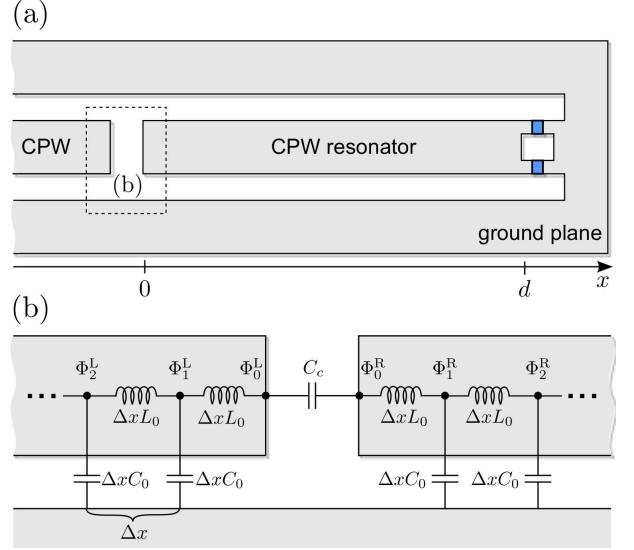 (a)
CPW
CPW resonator
(b)
ground plane
0
d
x
(b)
Φ₂ᴸ Φ₁ᴸ Φ₀ᴸ C_c Φ₀ᴿ Φ₁ᴿ Φ₂ᴿ
ΔxL₀ ΔxL₀ ΔxL₀ ΔxL₀
ΔxC₀ ΔxC₀ ΔxC₀ ΔxC₀
Δx